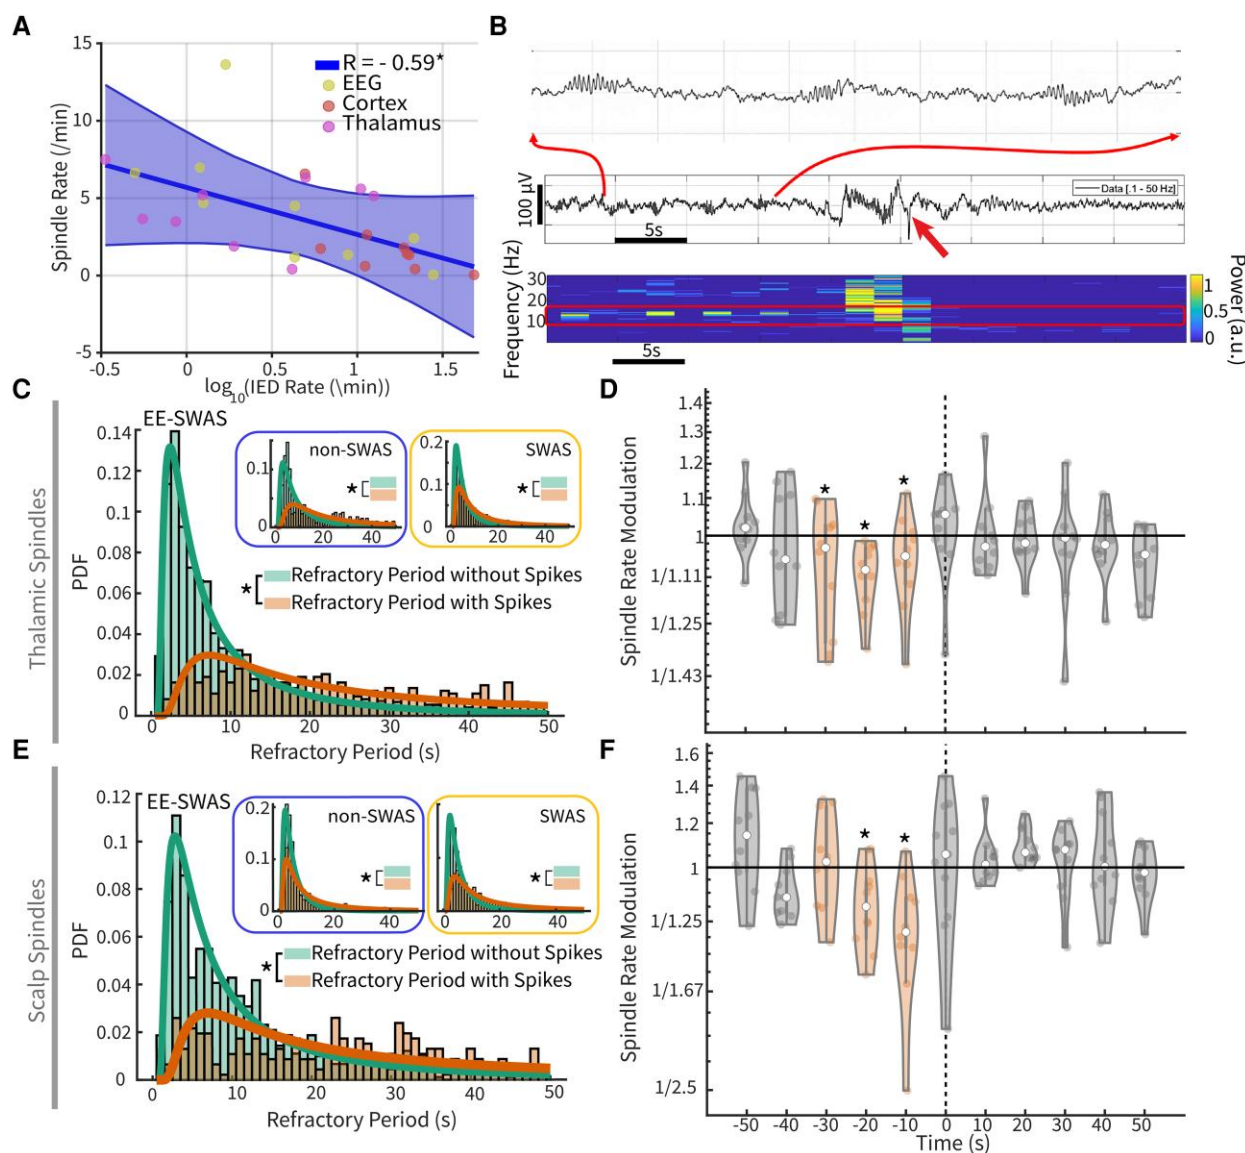 A
15
10
5
0
-5
Spindle Rate (/min)
R = - 0.59*
EEG
Cortex
Thalamus
-0.5
0
0.5
1
1.5
log10(IED Rate (\min))
B
100 µV
Data [.1 - 50 Hz]
5s
Frequency (Hz)
30
20
10
1
0.5
0
Power (a.u.)
5s
Thalamic Spindles
C
EE-SWAS
0.14
0.12
0.1
0.08
0.06
0.04
0.02
0
PDF
non-SWAS
0.1
0
0
20
40
*
SWAS
0.2
0.1
0
0
20
40
*
* Refractory Period without Spikes
Refractory Period with Spikes
0
10
20
30
40
50
Refractory Period (s)
D
1.4
1.3
1.2
1.1
1
1/1.11
1/1.25
1/1.43
Spindle Rate Modulation
* * *
Scalp Spindles
E
EE-SWAS
0.12
0.1
0.08
0.06
0.04
0.02
0
PDF
non-SWAS
0.2
0.1
0
0
20
40
*
SWAS
0.2
0.1
0
0
20
40
*
* Refractory Period without Spikes
Refractory Period with Spikes
0
10
20
30
40
50
Refractory Period (s)
F
1.6
1.4
1.2
1
1/1.25
1/1.67
1/2.5
Spindle Rate Modulation
* *
-50
-40
-30
-20
-10
0
10
20
30
40
50
Time (s)